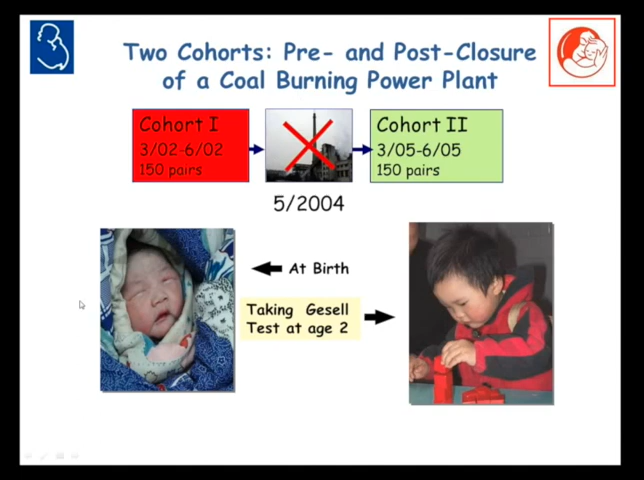 Two Cohorts: Pre- and Post-Closure
of a Coal Burning Power Plant
Cohort I
3/02-6/02
150 pairs
Cohort II
3/05-6/05
150 pairs
5/2004
At Birth
Taking Gesell
Test at age 2